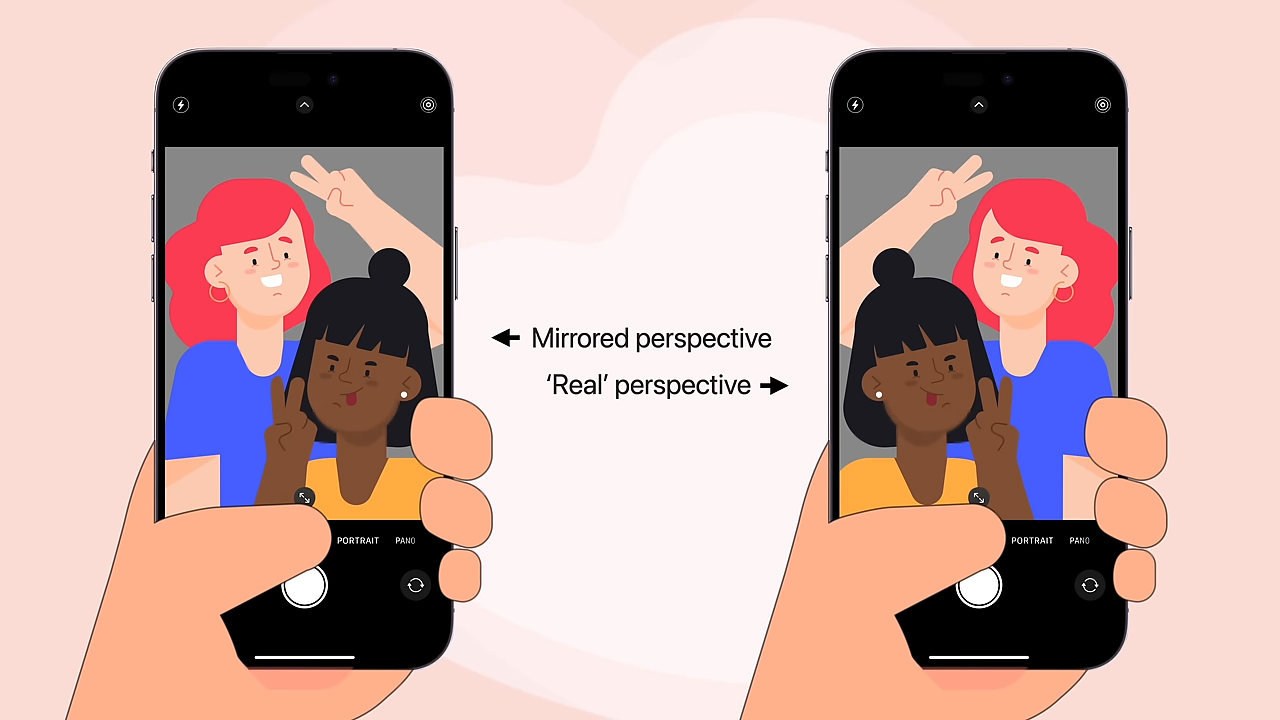 Mirrored perspective
‘Real’ perspective
PORTRAIT
PANO
PORTRAIT
PANO